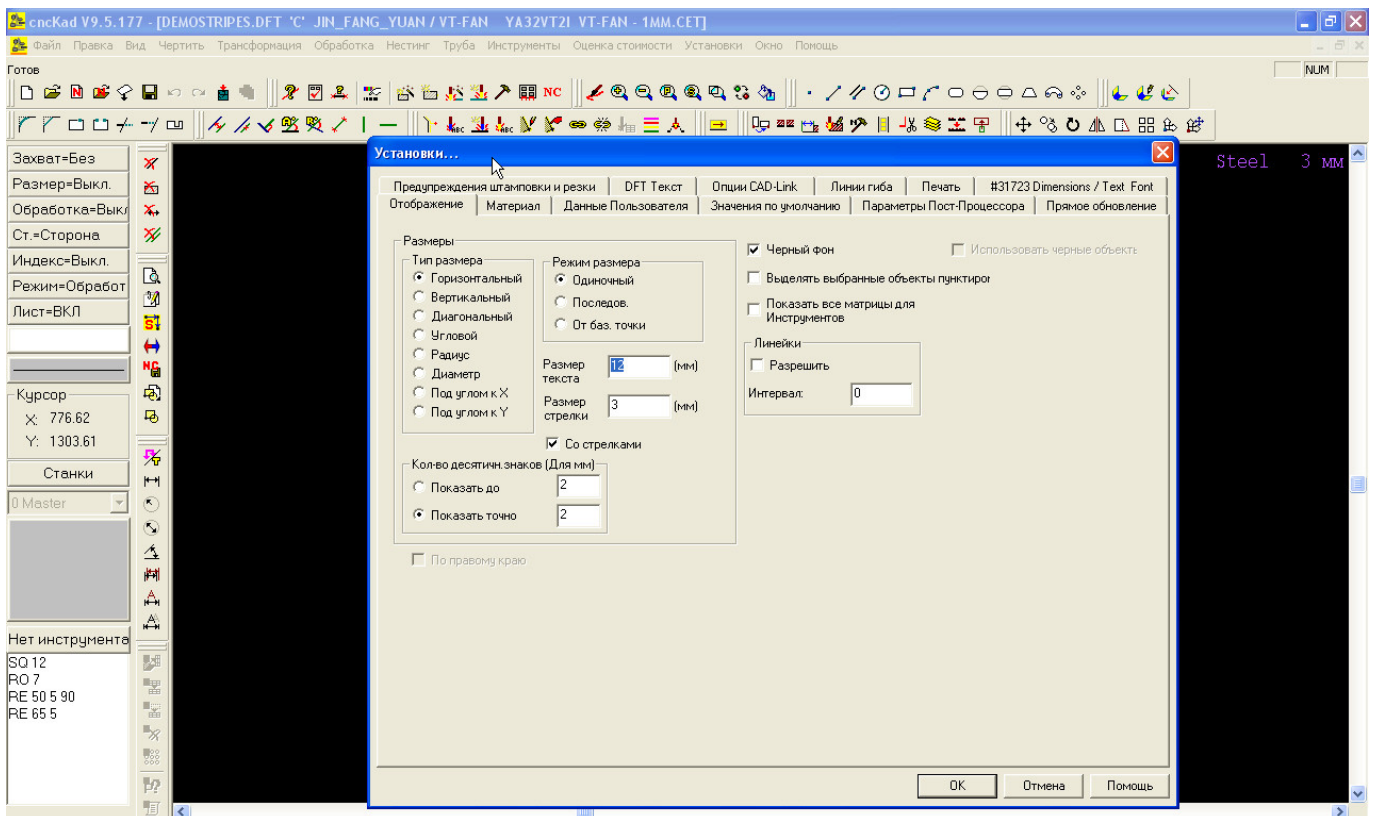 cncKad V9.5.177 - [DEMOSTRIPES.DFT 'C' JIN_FANG_YUAN / VT-FAN YA32VT2I VT-FAN - 1MM.CET]
Файл Правка Вид Чертить Трансформация Обработка Нестинг Труба Инструменты Оценка стоимости Установки Окно Помощь
Готов
NUM
NC
Захват=Без
Размер=Выкл.
Обработка=Выкл
Ст.=Сторона
Индекс=Выкл.
Режим=Обработ
Лист=ВКЛ
Курсор
X: 776.62
Y: 1303.61
Станки
0 Master
Нет инструмента
SQ 12
RO 7
RE 50 5 90
RE 65 5
Steel 3 мм
Установки...
Предупреждения штамповки и резки DFT Текст Опции CAD-Link Линии гиба Печать #31723 Dimensions / Text Font
Отображение Материал Данные Пользователя Значения по умолчанию Параметры Пост-Процессора Прямое обновление
Размеры
Тип размера
Горизонтальный
Вертикальный
Диагональный
Угловой
Радиус
Диаметр
Под углом к X
Под углом к Y
Режим размера
Одиночный
Последов.
От баз. точки
Размер текста 12 (мм)
Размер стрелки 3 (мм)
Со стрелками
Кол-во десятичн.знаков (Для мм)
Показать до 2
Показать точно 2
По правому краю
Черный фон
Использовать черные объекть
Выделять выбранные объекты пунктирог
Показать все матрицы для
Инструментов
Линейки
Разрешить
Интервал: 0
OK Отмена Помощь